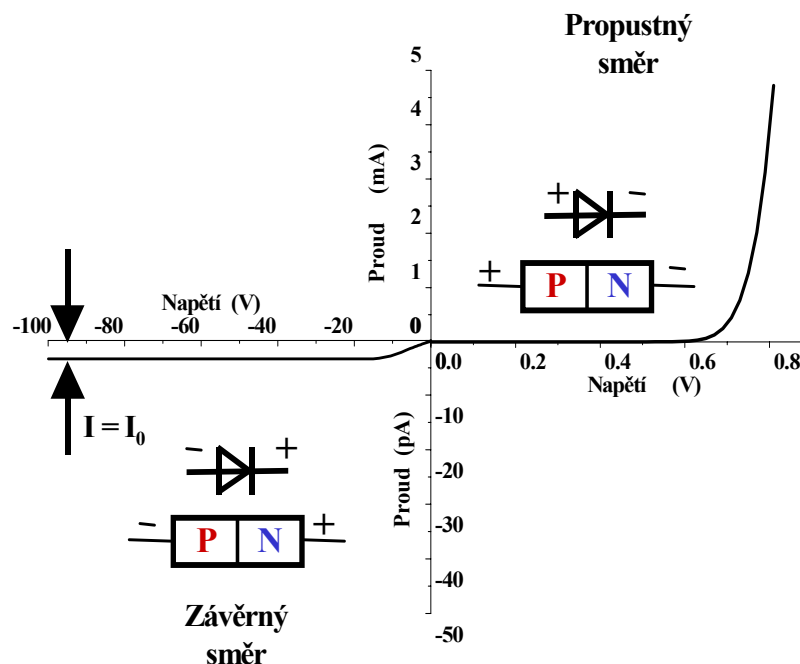 Propustný
směr
5
4
3
2
1
0
Proud (mA)
+ -
+ P N -
Napětí (V)
-100 -80 -60 -40 -20
0.0 0.2 0.4 0.6 0.8
Napětí (V)
I = I0
-10
-20
-30
-40
-50
Proud (pA)
- +
- P N +
Závěrný
směr